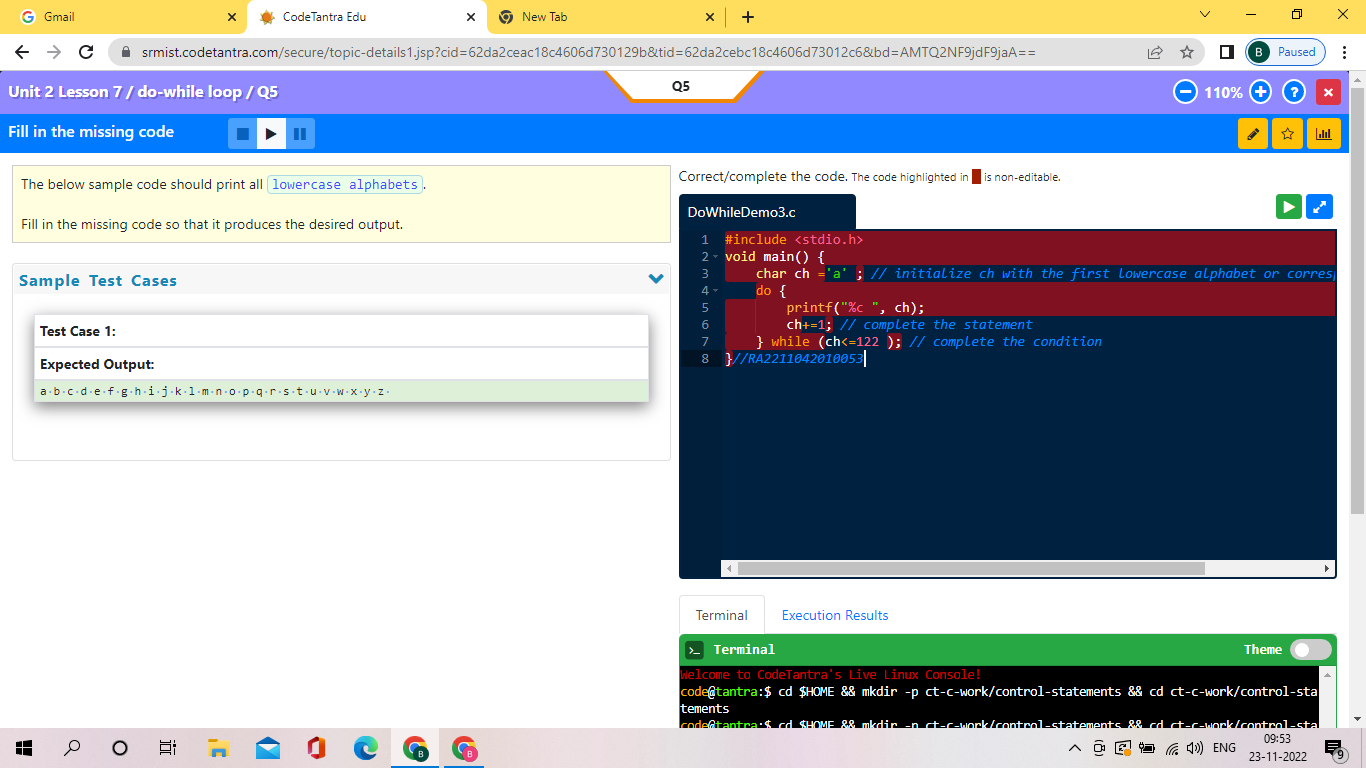 Gmail
CodeTantra Edu
New Tab
srmist.codetantra.com/secure/topic-details1.jsp?cid=62da2ceac18c4606d730129b&tid=62da2cebc18c4606d73012c6&bd=AMTQ2NF9jdF9jaA==
B Paused
Unit 2 Lesson 7 / do-while loop / Q5
Q5
110%
Fill in the missing code
The below sample code should print all lowercase alphabets.
Fill in the missing code so that it produces the desired output.
Sample Test Cases
Test Case 1:
Expected Output:
a·b·c·d·e·f·g·h·i·j·k·l·m·n·o·p·q·r·s·t·u·v·w·x·y·z·
Correct/complete the code. The code highlighted in is non-editable.
DoWhileDemo3.c
1 #include <stdio.h>
2 void main() {
3 char ch ='a' ; // initialize ch with the first lowercase alphabet or corresp
4 do {
5 printf("%c ", ch);
6 ch+=1; // complete the statement
7 } while (ch<=122 ); // complete the condition
8 }//RA2211042010053
Terminal
Execution Results
Terminal
Theme
Welcome to CodeTantra's Live Linux Console!
code@tantra:$ cd $HOME && mkdir -p ct-c-work/control-statements && cd ct-c-work/control-sta
tements
code@tantra:$ cd $HOME && mkdir -p ct-c-work/control-statements && cd ct-c-work/control-sta
B
B
ENG
09:53
23-11-2022
9